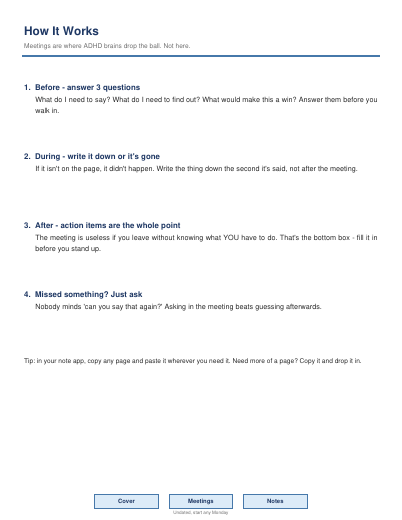 How It Works
Meetings are where ADHD brains drop the ball. Not here.
1. Before - answer 3 questions
What do I need to say? What do I need to find out? What would make this a win? Answer them before you
walk in.
2. During - write it down or it's gone
If it isn't on the page, it didn't happen. Write the thing down the second it's said, not after the meeting.
3. After - action items are the whole point
The meeting is useless if you leave without knowing what YOU have to do. That's the bottom box - fill it in
before you stand up.
4. Missed something? Just ask
Nobody minds 'can you say that again?' Asking in the meeting beats guessing afterwards.
Tip: in your note app, copy any page and paste it wherever you need it. Need more of a page? Copy it and drop it in.
Cover Meetings Notes
Undated, start any Monday